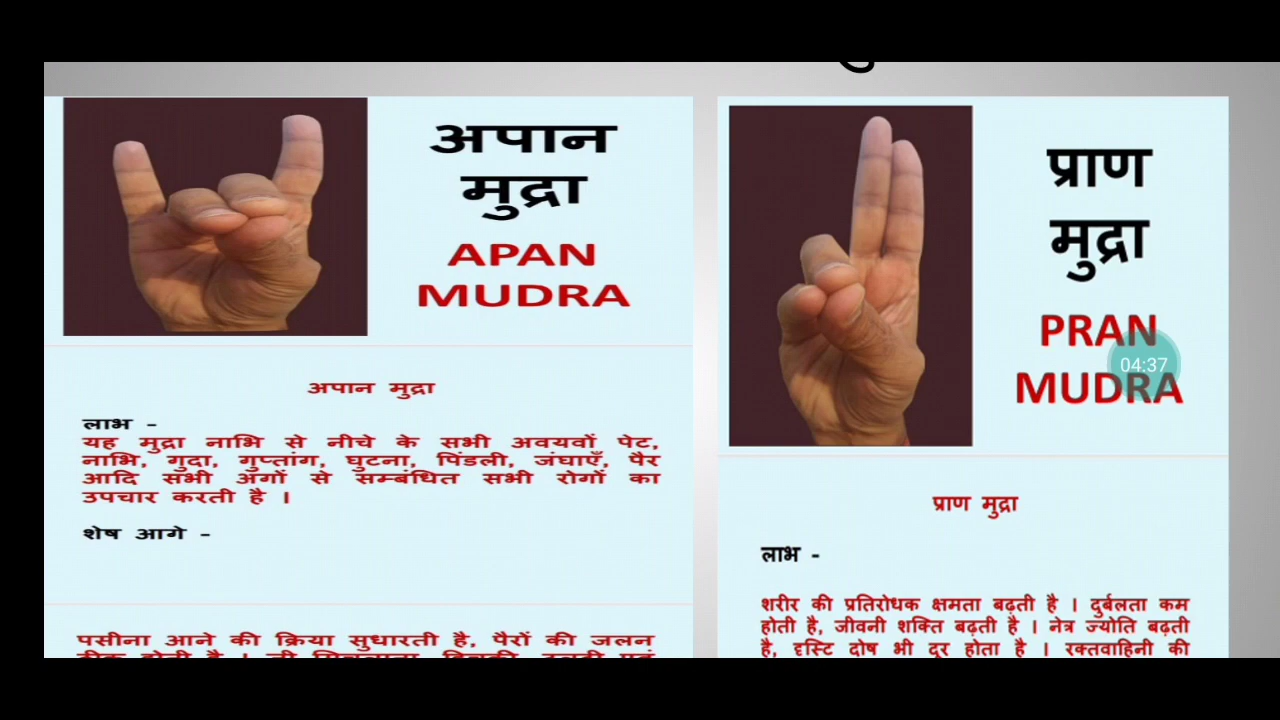 अपान
मुद्रा
APAN
MUDRA
अपान मुद्रा
लाभ -
यह मुद्रा नाभि से नीचे के सभी अवयवों पेट,
नाभि, गुदा, गुप्तांग, घुटना, पिंडली, जंघाएँ, पैर
आदि सभी अंगों से सम्बंधित सभी रोगों का
उपचार करती है ।
शेष आगे -
पसीना आने की क्रिया सुधारती है, पैरों की जलन
प्राण
मुद्रा
PRAN
MUDRA
04:37
प्राण मुद्रा
लाभ -
शरीर की प्रतिरोधक क्षमता बढ़ती है । दुर्बलता कम
होती है, जीवनी शक्ति बढ़ती है । नेत्र ज्योति बढ़ती
है, दृस्टि दोष भी दूर होता है । रक्तवाहिनी की